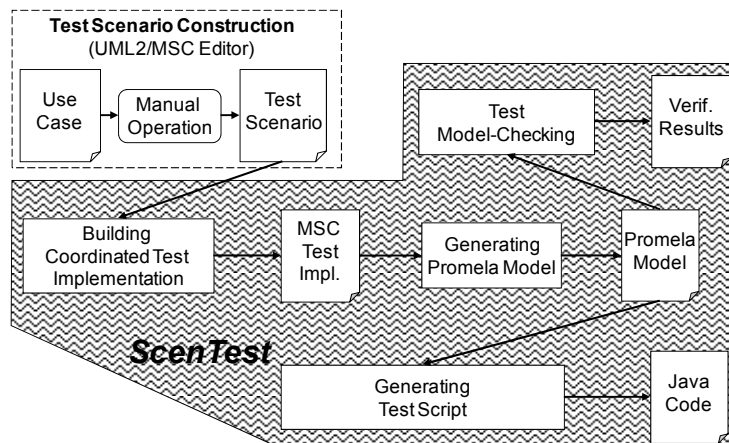 Test Scenario Construction
(UML2/MSC Editor)
Use
Case
Manual
Operation
Test
Scenario
Test
Model-Checking
Verif.
Results
Building
Coordinated Test
Implementation
MSC
Test
Impl.
Generating
Promela Model
Promela
Model
ScenTest
Generating
Test Script
Java
Code